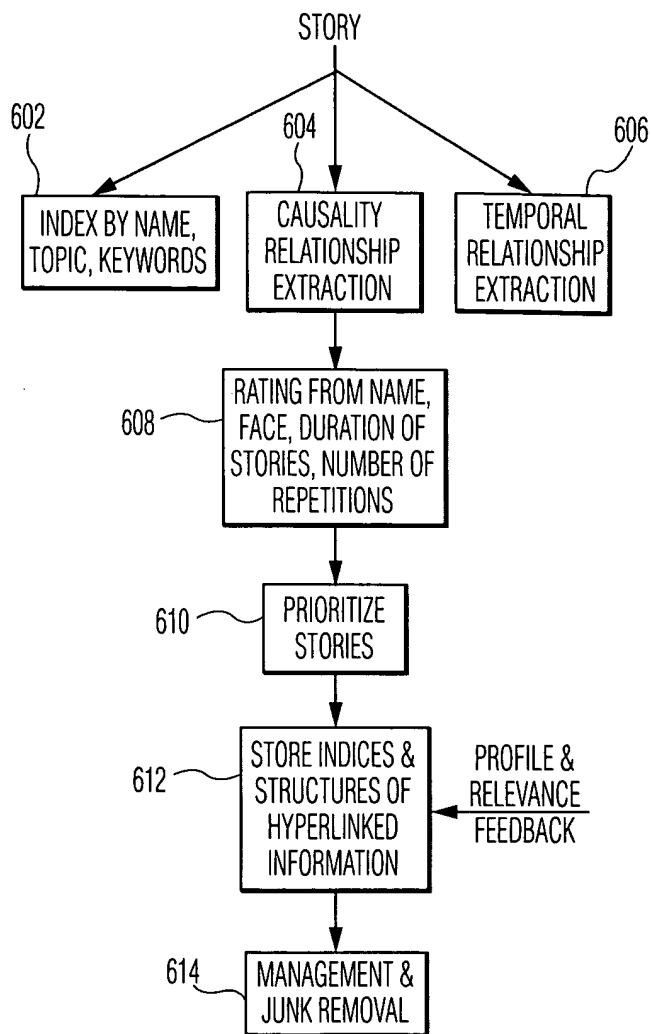 STORY
602
INDEX BY NAME,
TOPIC, KEYWORDS
604
CAUSALITY
RELATIONSHIP
EXTRACTION
606
TEMPORAL
RELATIONSHIP
EXTRACTION
608
RATING FROM NAME,
FACE, DURATION OF
STORIES, NUMBER OF
REPETITIONS
610
PRIORITIZE
STORIES
612
STORE INDICES &
STRUCTURES OF
HYPERLINKED
INFORMATION
PROFILE &
RELEVANCE
FEEDBACK
614
MANAGEMENT &
JUNK REMOVAL